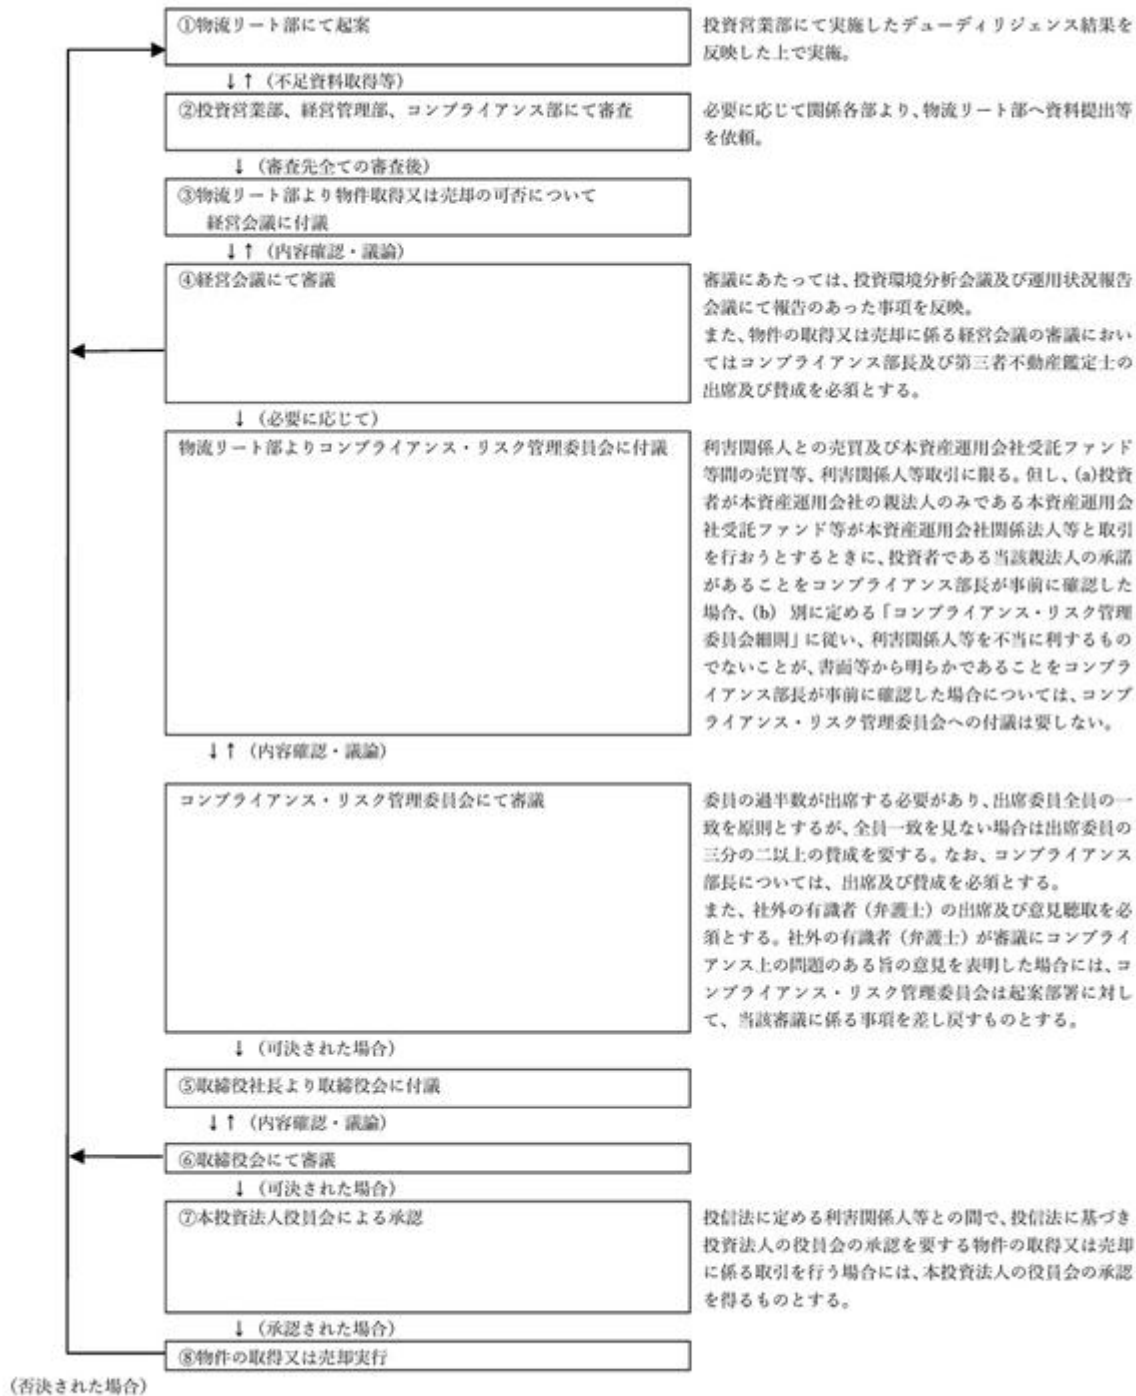 ①物流リート部にて起案
投資営業部にて実施したデューディリジェンス結果を
反映した上で実施。
↓↑（不足資料取得等）
②投資営業部、経営管理部、コンプライアンス部にて審査
必要に応じて関係各部より、物流リート部へ資料提出等
を依頼。
↓（審査先全ての審査後）
③物流リート部より物件取得又は売却の可否について
経営会議に付議
↓↑（内容確認・議論）
④経営会議にて審議
審議にあたっては、投資環境分析会議及び運用状況報告
会議にて報告のあった事項を反映。
また、物件の取得又は売却に係る経営会議の審議におい
てはコンプライアンス部長及び第三者不動産鑑定士の
出席及び賛成を必須とする。
↓（必要に応じて）
物流リート部よりコンプライアンス・リスク管理委員会に付議
利害関係人との売買及び本資産運用会社受託ファンド
等間の売買等、利害関係人等取引に限る。但し、(a)投資
者が本資産運用会社の親法人のみである本資産運用会
社受託ファンド等が本資産運用会社関係法人等と取引
を行おうとするときに、投資者である当該親法人の承諾
があることをコンプライアンス部長が事前に確認した
場合、(b) 別に定める「コンプライアンス・リスク管理
委員会細則」に従い、利害関係人等を不当に利するもの
でないことが、書面等から明らかであることをコンプラ
イアンス部長が事前に確認した場合については、コンプ
ライアンス・リスク管理委員会への付議は要しない。
↓↑（内容確認・議論）
コンプライアンス・リスク管理委員会にて審議
委員の過半数が出席する必要があり、出席委員全員の一
致を原則とするが、全員一致を見ない場合は出席委員の
三分の二以上の賛成を要する。なお、コンプライアンス
部長については、出席及び賛成を必須とする。
また、社外の有識者（弁護士）の出席及び意見聴取を必
須とする。社外の有識者（弁護士）が審議にコンプライ
アンス上の問題のある旨の意見を表明した場合には、コ
ンプライアンス・リスク管理委員会は起案部署に対し
て、当該審議に係る事項を差し戻すものとする。
↓（可決された場合）
⑤取締役社長より取締役会に付議
↓↑（内容確認・議論）
⑥取締役会にて審議
↓（可決された場合）
⑦本投資法人役員会による承認
投信法に定める利害関係人等との間で、投信法に基づき
投資法人の役員会の承認を要する物件の取得又は売却
に係る取引を行う場合には、本投資法人の役員会の承認
を得るものとする。
↓（承認された場合）
⑧物件の取得又は売却実行
（否決された場合）